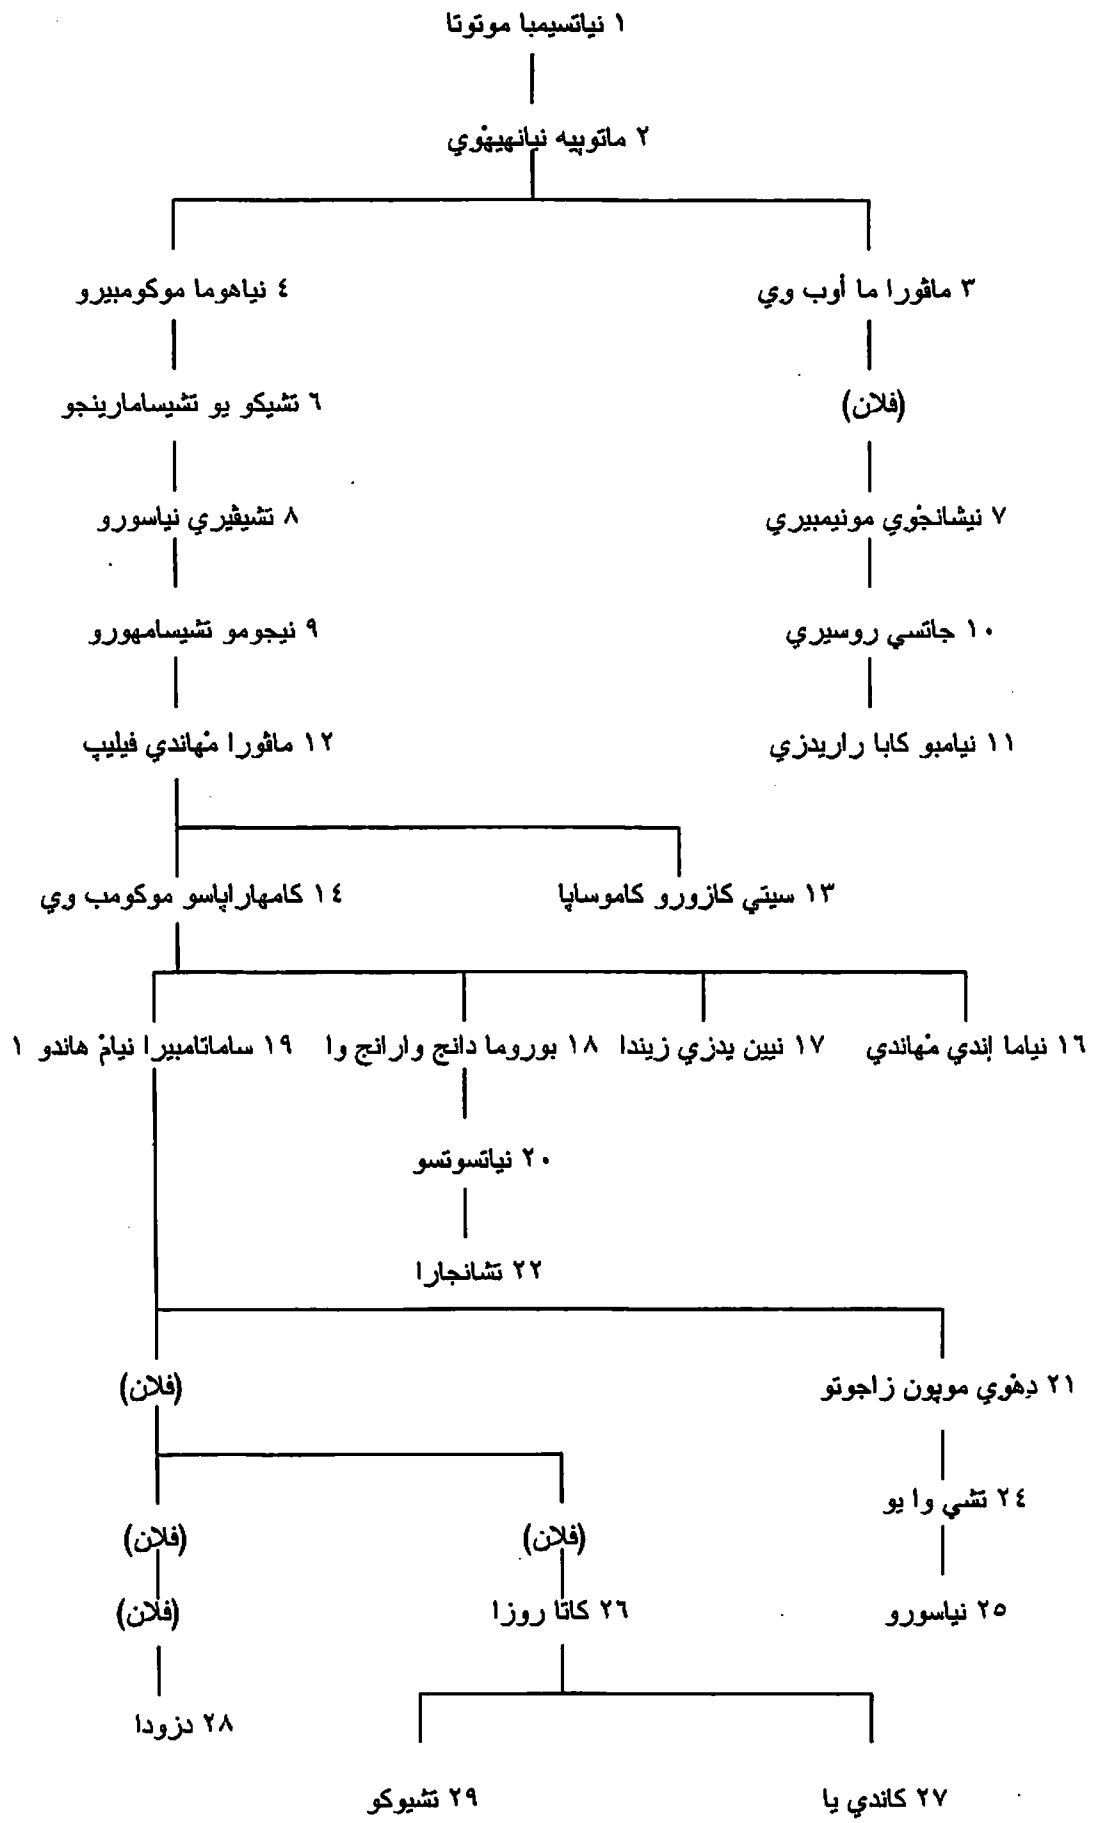 ١ نياتسيمبا موتوتا
٢ ماتوپيه نيانهيهْوي
٣ ماڤورا ما أوب وي
٤ نياهوما موكومبيرو
(فلان)
٦ تشيكو يو تشيسامارينجو
٧ نيشانجْوي مونيمبيري
٨ تشيڤيري نياسورو
١٠ جاتسي روسيري
٩ نيجومو تشيسامهورو
١١ نيامبو كابا راريدزي
١٢ ماڤورا مْهاندي فيليپ
١٣ سيتي كازورو كاموساپا
١٤ كامهاراپاسو موكومب وي
١٦ نياما إندي مْهاندي
١٧ نيين يدزي زيندا
١٨ بوروما دانج وارانج وا
١٩ ساماتامبيرا نيامْ هاندو ١
٢٠ نياتسوتسو
٢٢ تشانجارا
٢١ دِهْوي موپون زاجوتو
(فلان)
٢٤ تشي وا يو
(فلان)
(فلان)
٢٥ نياسورو
٢٦ كاتا روزا
(فلان)
٢٨ دزودا
٢٧ كاندي يا
٢٩ تشيوكو